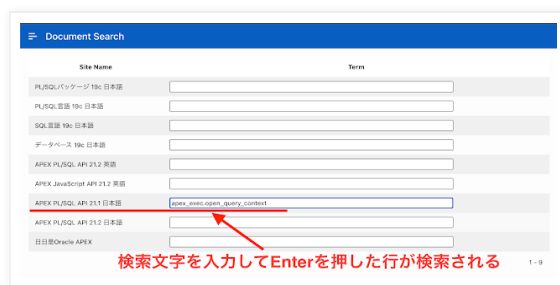 Document Search
Site Name Term
PL/SQLパッケージ 19c 日本語
PL/SQL言語 19c 日本語
SQL言語 19c 日本語
データベース 19c 日本語
APEX PL/SQL API 21.2 英語
APEX JavaScript API 21.2 英語
APEX PL/SQL API 21.1 日本語 apex_exec.open_query_context
APEX PL/SQL API 21.2 日本語
日日是Oracle APEX
検索文字を入力してEnterを押した行が検索される
1 - 9